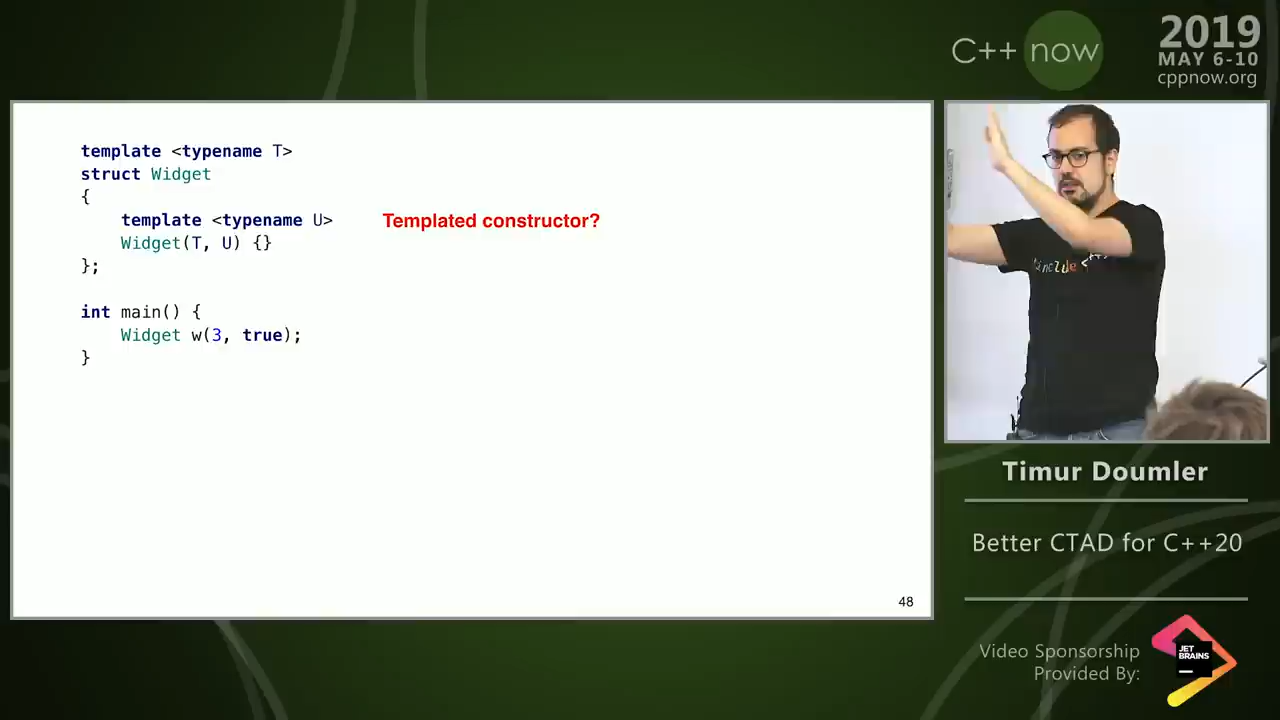 C++ now
2019
MAY 6-10
cppnow.org
template <typename T>
struct Widget
{
template <typename U> Templated constructor?
Widget(T, U) {}
};
int main() {
Widget w(3, true);
}
48
#include <C++>
Timur Doumler
Better CTAD for C++20
Video Sponsorship
Provided By:
JET
BRAINS